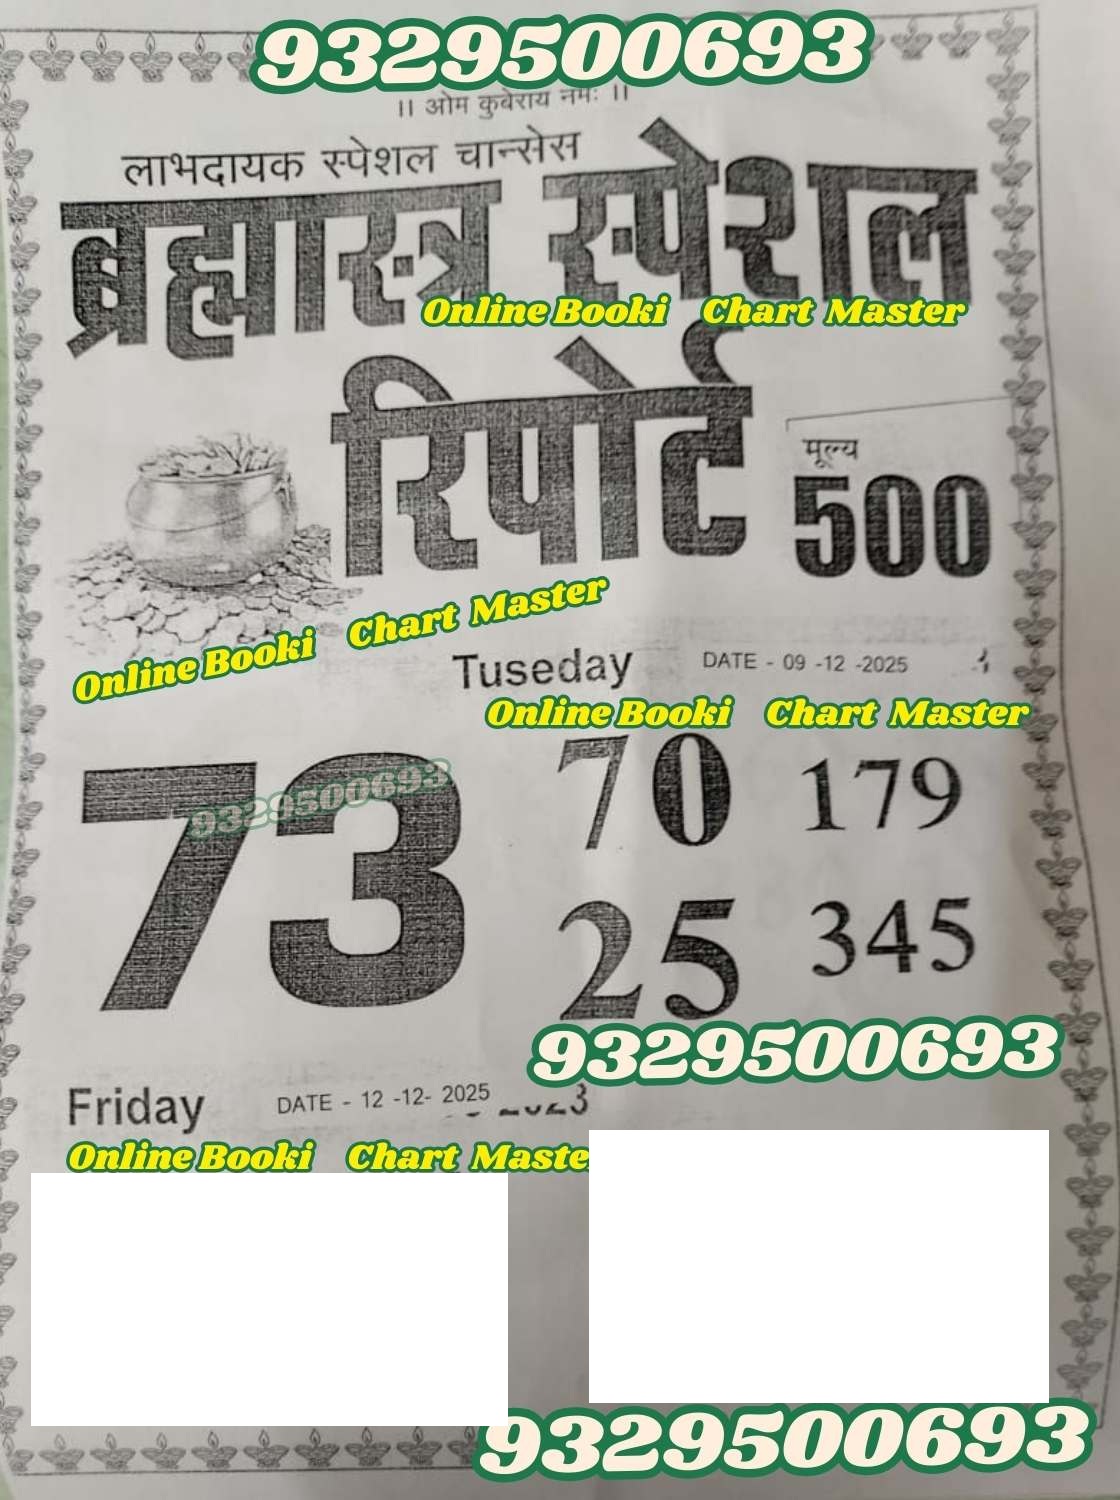 9329500693
।। ओम कुबेराय नमः ।।
लाभदायक स्पेशल चान्सेस
ब्रह्मास्त्र स्पेशल
Online Booki Chart Master
रिपोर्ट
मूल्य
500
Online Booki Chart Master
Tuseday DATE - 09 -12 -2025
Online Booki Chart Master
73
9329500693
70 179
25 345
9329500693
Friday DATE - 12 -12- 2025
Online Booki Chart Maste
9329500693